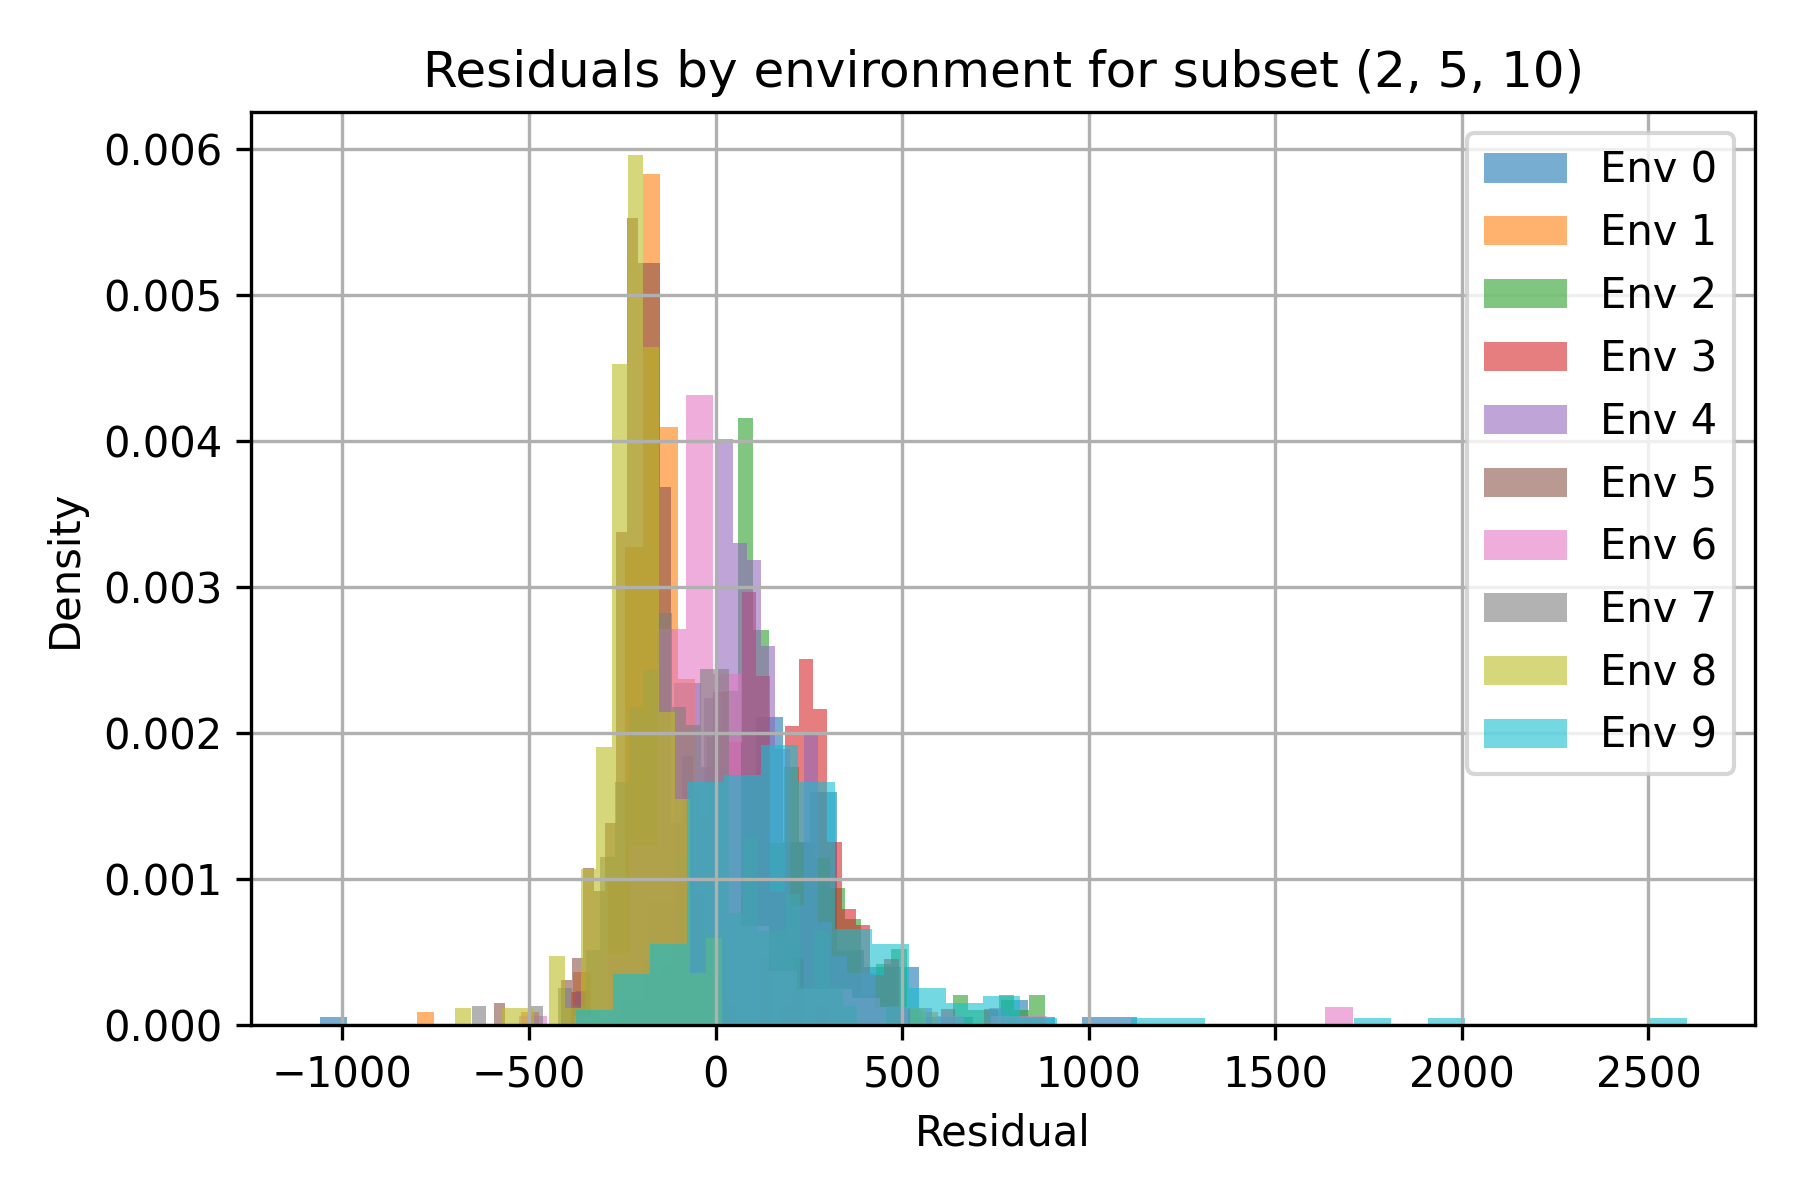 Residuals by environment for subset (2, 5, 10)
0.006
0.005
0.004
0.003
0.002
0.001
0.000
Density
−1000
−500
0
500
1000
1500
2000
2500
Residual
Env 0
Env 1
Env 2
Env 3
Env 4
Env 5
Env 6
Env 7
Env 8
Env 9